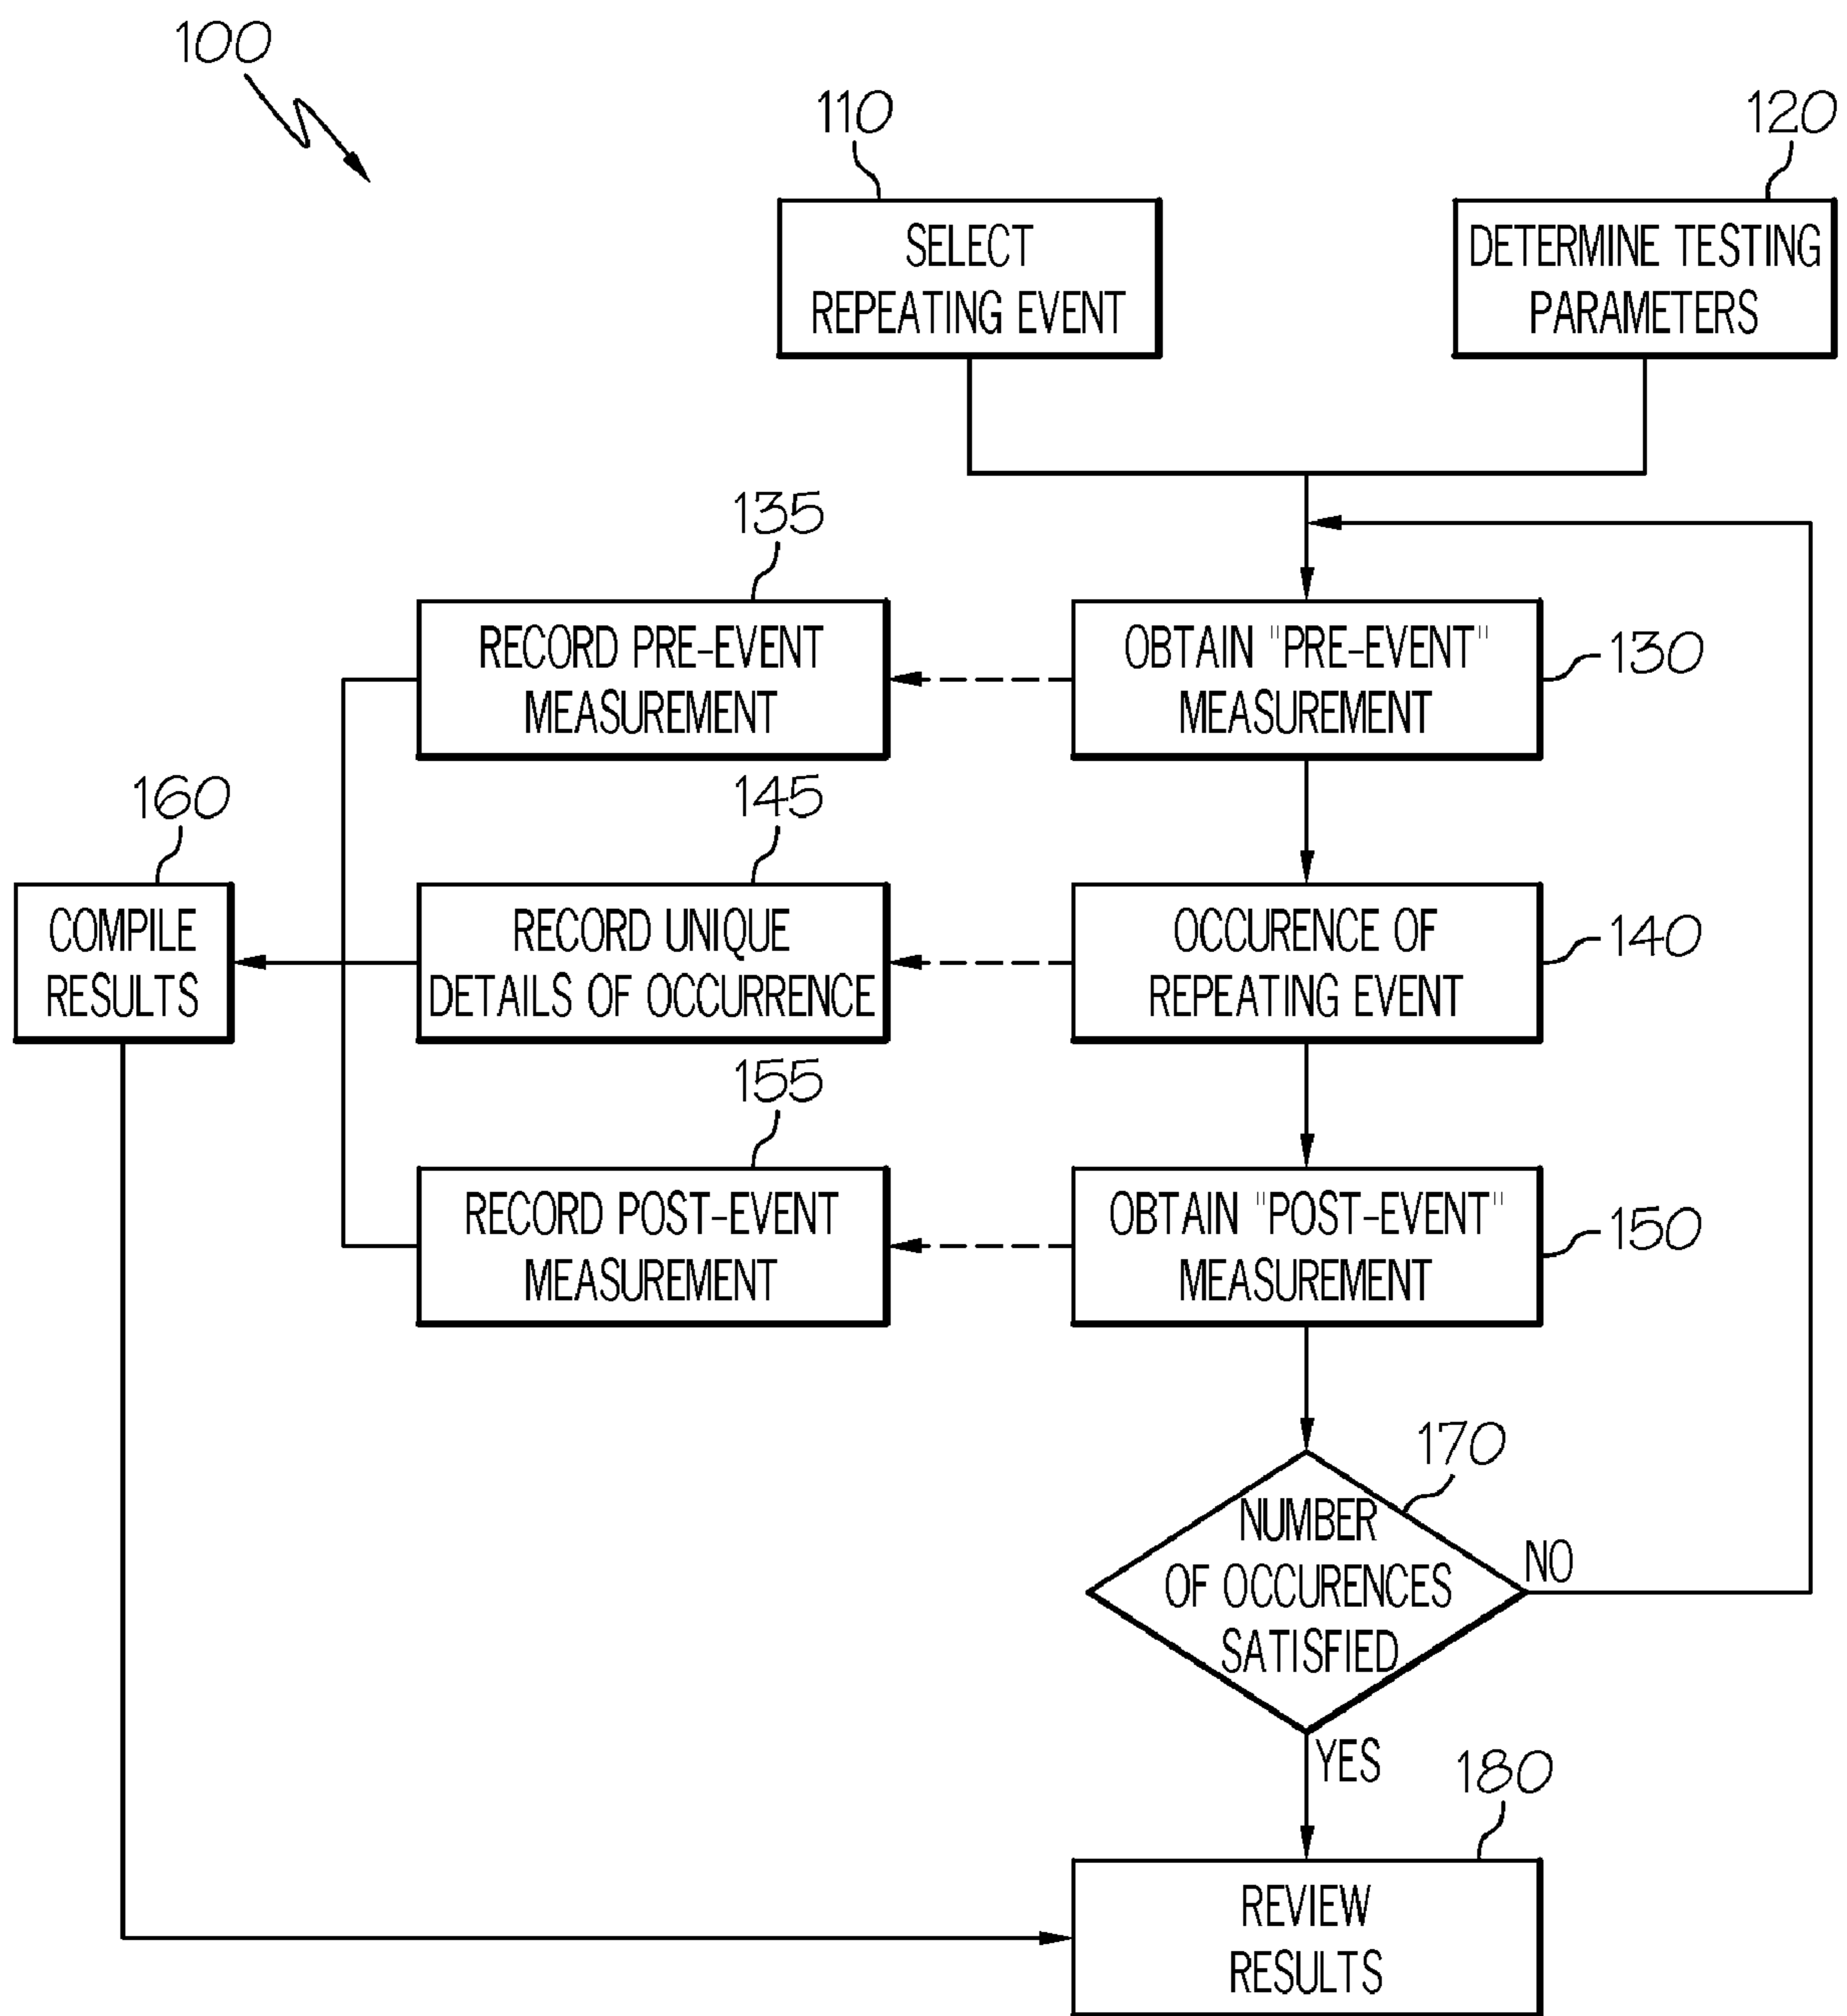 100
110
120
SELECT
REPEATING EVENT
DETERMINE TESTING
PARAMETERS
135
RECORD PRE-EVENT
MEASUREMENT
OBTAIN "PRE-EVENT"
MEASUREMENT
130
160
145
COMPILE
RESULTS
RECORD UNIQUE
DETAILS OF OCCURRENCE
OCCURENCE OF
REPEATING EVENT
140
155
RECORD POST-EVENT
MEASUREMENT
OBTAIN "POST-EVENT"
MEASUREMENT
150
170
NUMBER
OF OCCURENCES
SATISFIED
NO
YES
180
REVIEW
RESULTS